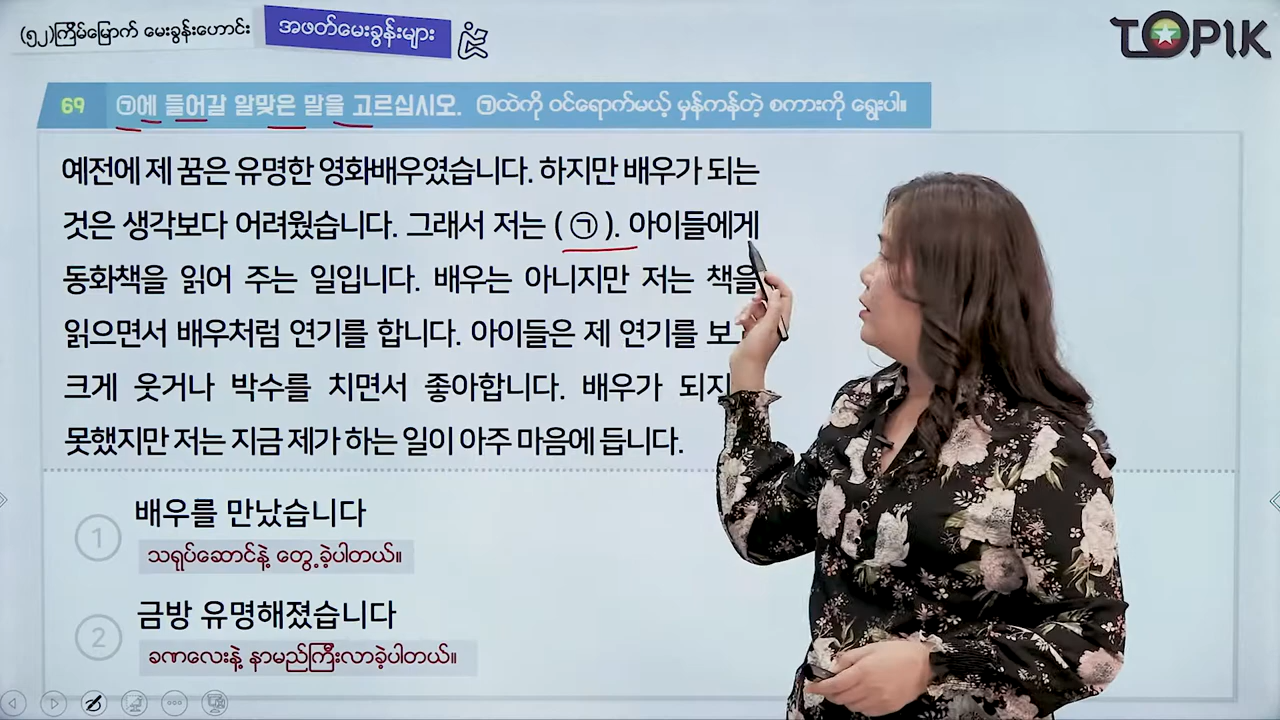 (၅၂)ကြိမ်မြောက် မေးခွန်းဟောင်း
အဖတ်မေးခွန်းများ
TOPIK
69 ㉠에 들어갈 알맞은 말을 고르십시오. ㉠ထဲကို ဝင်ရောက်မယ့် မှန်ကန်တဲ့ စကားကို ရွေးပါ။
예전에 제 꿈은 유명한 영화배우였습니다. 하지만 배우가 되는
것은 생각보다 어려웠습니다. 그래서 저는 ( ㉠ ). 아이들에게
동화책을 읽어 주는 일입니다. 배우는 아니지만 저는 책을
읽으면서 배우처럼 연기를 합니다. 아이들은 제 연기를
크게 웃거나 박수를 치면서 좋아합니다. 배우가
못했지만 저는 지금 제가 하는 일이 아주 마음에 듭니다.
1 배우를 만났습니다
သရုပ်ဆောင်နဲ့ တွေ့ခဲ့ပါတယ်။
2 금방 유명해졌습니다
ခဏလေးနဲ့ နာမည်ကြီးလာခဲ့ပါတယ်။